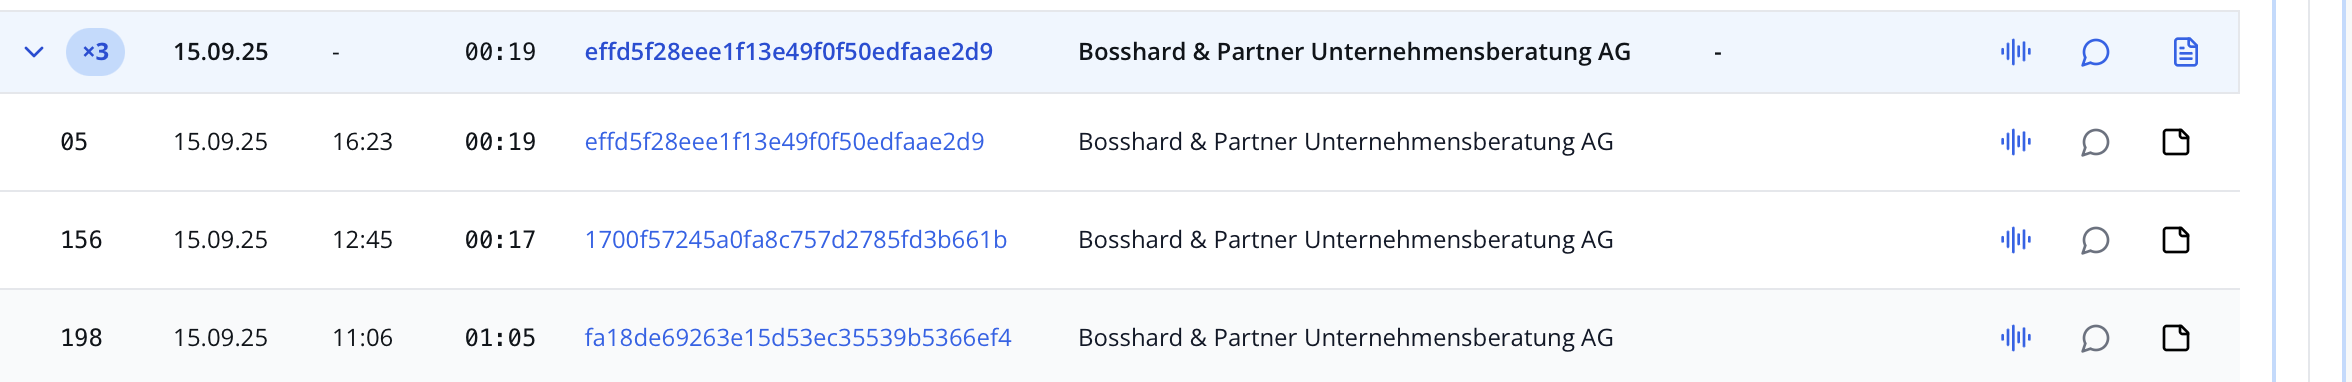 ×3 15.09.25 - 00:19 effd5f28eee1f13e49f0f50edfaae2d9 Bosshard & Partner Unternehmensberatung AG -
05 15.09.25 16:23 00:19 effd5f28eee1f13e49f0f50edfaae2d9 Bosshard & Partner Unternehmensberatung AG
156 15.09.25 12:45 00:17 1700f57245a0fa8c757d2785fd3b661b Bosshard & Partner Unternehmensberatung AG
198 15.09.25 11:06 01:05 fa18de69263e15d53ec35539b5366ef4 Bosshard & Partner Unternehmensberatung AG